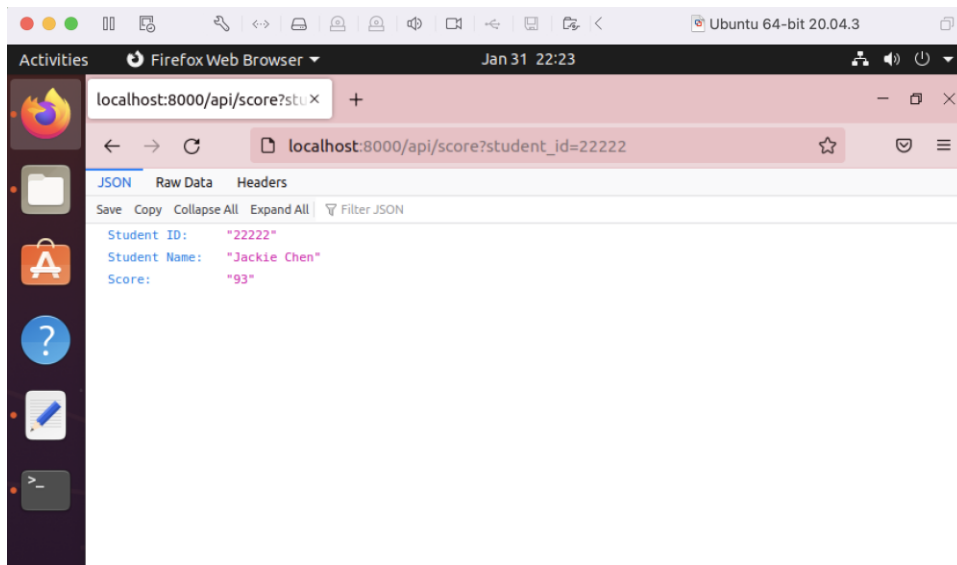 Ubuntu 64-bit 20.04.3
Activities Firefox Web Browser Jan 31 22:23
localhost:8000/api/score?stu
localhost:8000/api/score?student_id=22222
JSON Raw Data Headers
Save Copy Collapse All Expand All Filter JSON
Student ID: "22222"
Student Name: "Jackie Chen"
Score: "93"